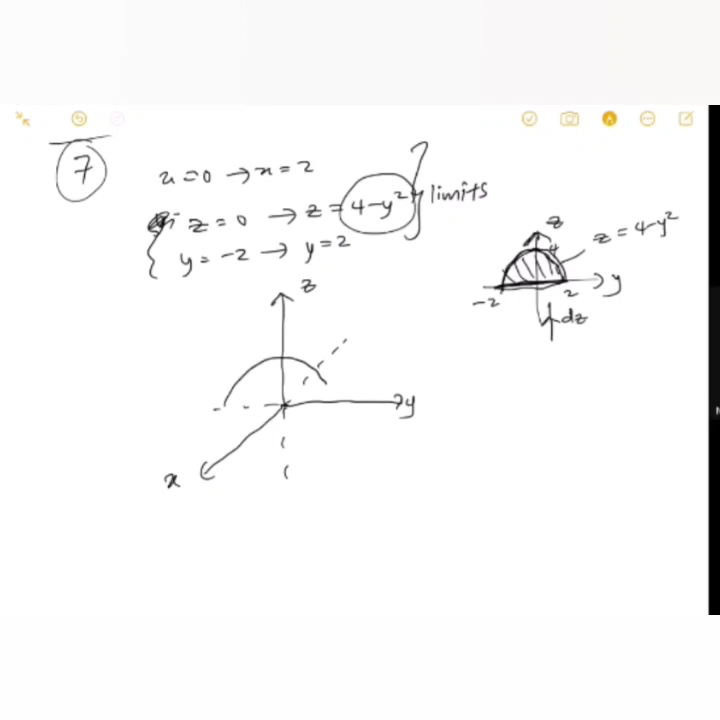 7
x=0 → x=2
z=0 → z=4-y² } limits
y=-2 → y=2
z
y
x
z
4
z=4-y²
y
-2
2
dz